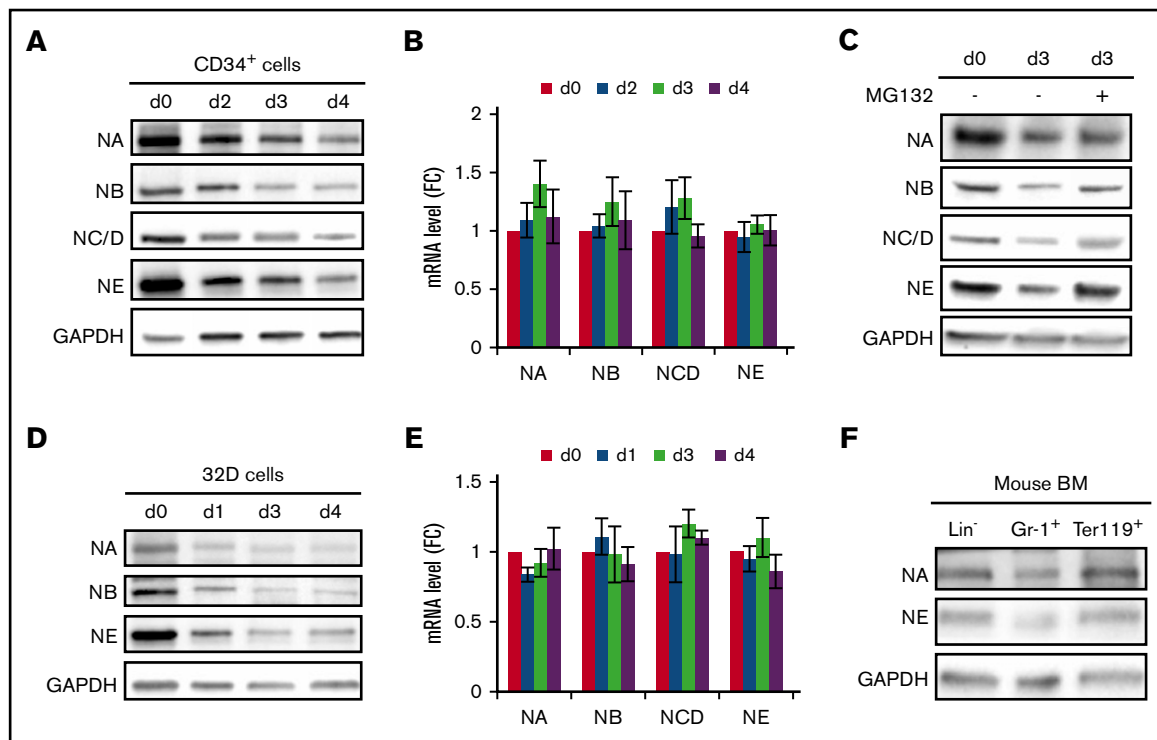 A
CD34+ cells
d0 d2 d3 d4
NA
NB
NC/D
NE
GAPDH
B
d0 d2 d3 d4
mRNA level (FC)
2
1.5
1
0.5
0
NA NB NCD NE
C
d0 d3 d3
MG132 - - +
NA
NB
NC/D
NE
GAPDH
D
32D cells
d0 d1 d3 d4
NA
NB
NE
GAPDH
E
d0 d1 d3 d4
mRNA level (FC)
1.5
1
0.5
0
NA NB NCD NE
F
Mouse BM
Lin- Gr-1+ Ter119+
NA
NE
GAPDH